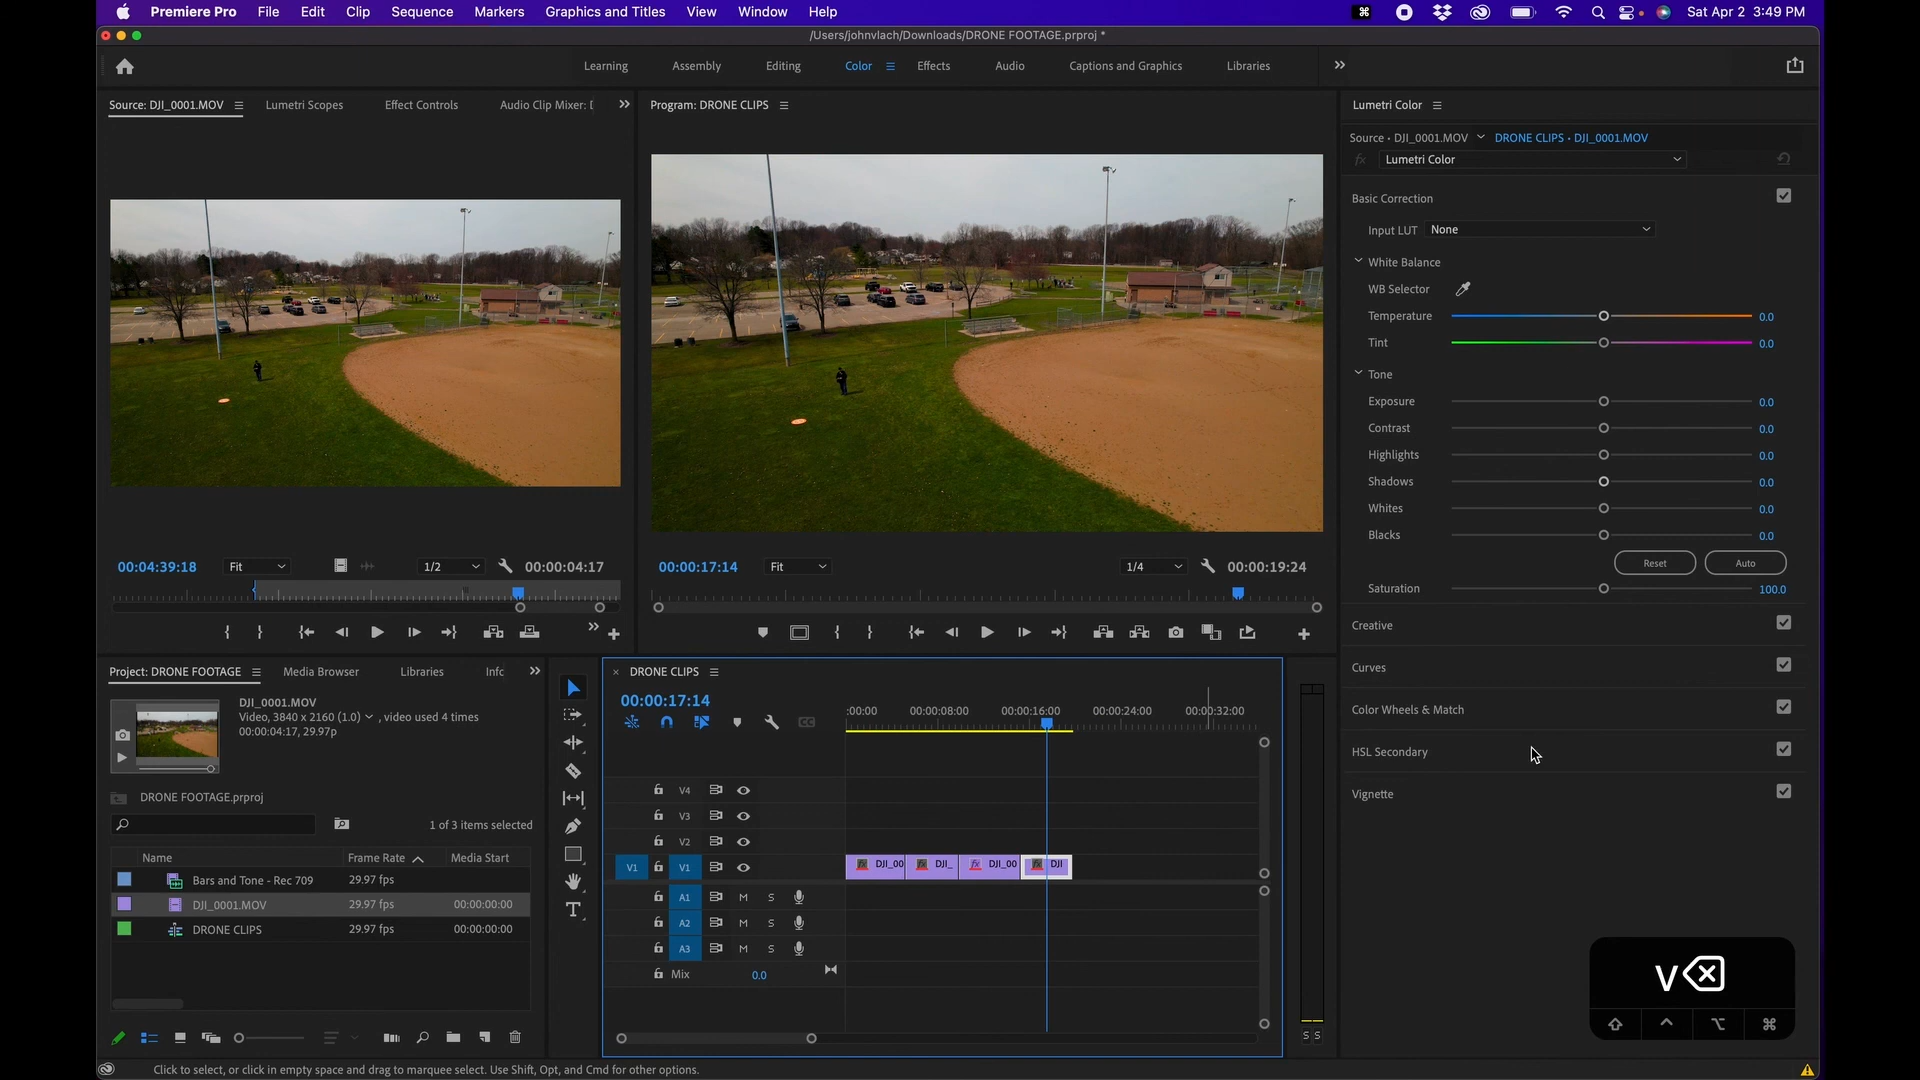 Premiere Pro File Edit Clip Sequence Markers Graphics and Titles View Window Help Sat Apr 2 3:49 PM
/Users/johnvlach/Downloads/DRONE FOOTAGE.prproj *
Learning Assembly Editing Color Effects Audio Captions and Graphics Libraries
Source: DJI_0001.MOV Lumetri Scopes Effect Controls Audio Clip Mixer: D
Program: DRONE CLIPS
Lumetri Color
Source • DJI_0001.MOV DRONE CLIPS • DJI_0001.MOV
fx Lumetri Color
Basic Correction
Input LUT None
White Balance
WB Selector
Temperature 0.0
Tint 0.0
Tone
Exposure 0.0
Contrast 0.0
Highlights 0.0
Shadows 0.0
Whites 0.0
Blacks 0.0
Reset Auto
Saturation 100.0
Creative
Curves
Color Wheels & Match
HSL Secondary
Vignette
00:04:39:18 Fit 1/2 00:00:04:17
00:00:17:14 Fit 1/4 00:00:19:24
Project: DRONE FOOTAGE Media Browser Libraries Info
DJI_0001.MOV
Video, 3840 x 2160 (1.0) , video used 4 times
00:00:04:17, 29.97p
DRONE FOOTAGE.prproj
1 of 3 items selected
Name Frame Rate Media Start
Bars and Tone - Rec 709 29.97 fps
DJI_0001.MOV 29.97 fps 00:00:00:00
DRONE CLIPS 29.97 fps 00:00:00:00
× DRONE CLIPS
00:00:17:14
CC
:00:00 00:00:08:00 00:00:16:00 00:00:24:00 00:00:32:00
V4
V3
V2
V1 V1 fx DJI_00 fx DJI_ fx DJI_00 fx DJI
A1 M S
A2 M S
A3 M S
Mix 0.0
S S
V
Click to select, or click in empty space and drag to marquee select. Use Shift, Opt, and Cmd for other options.